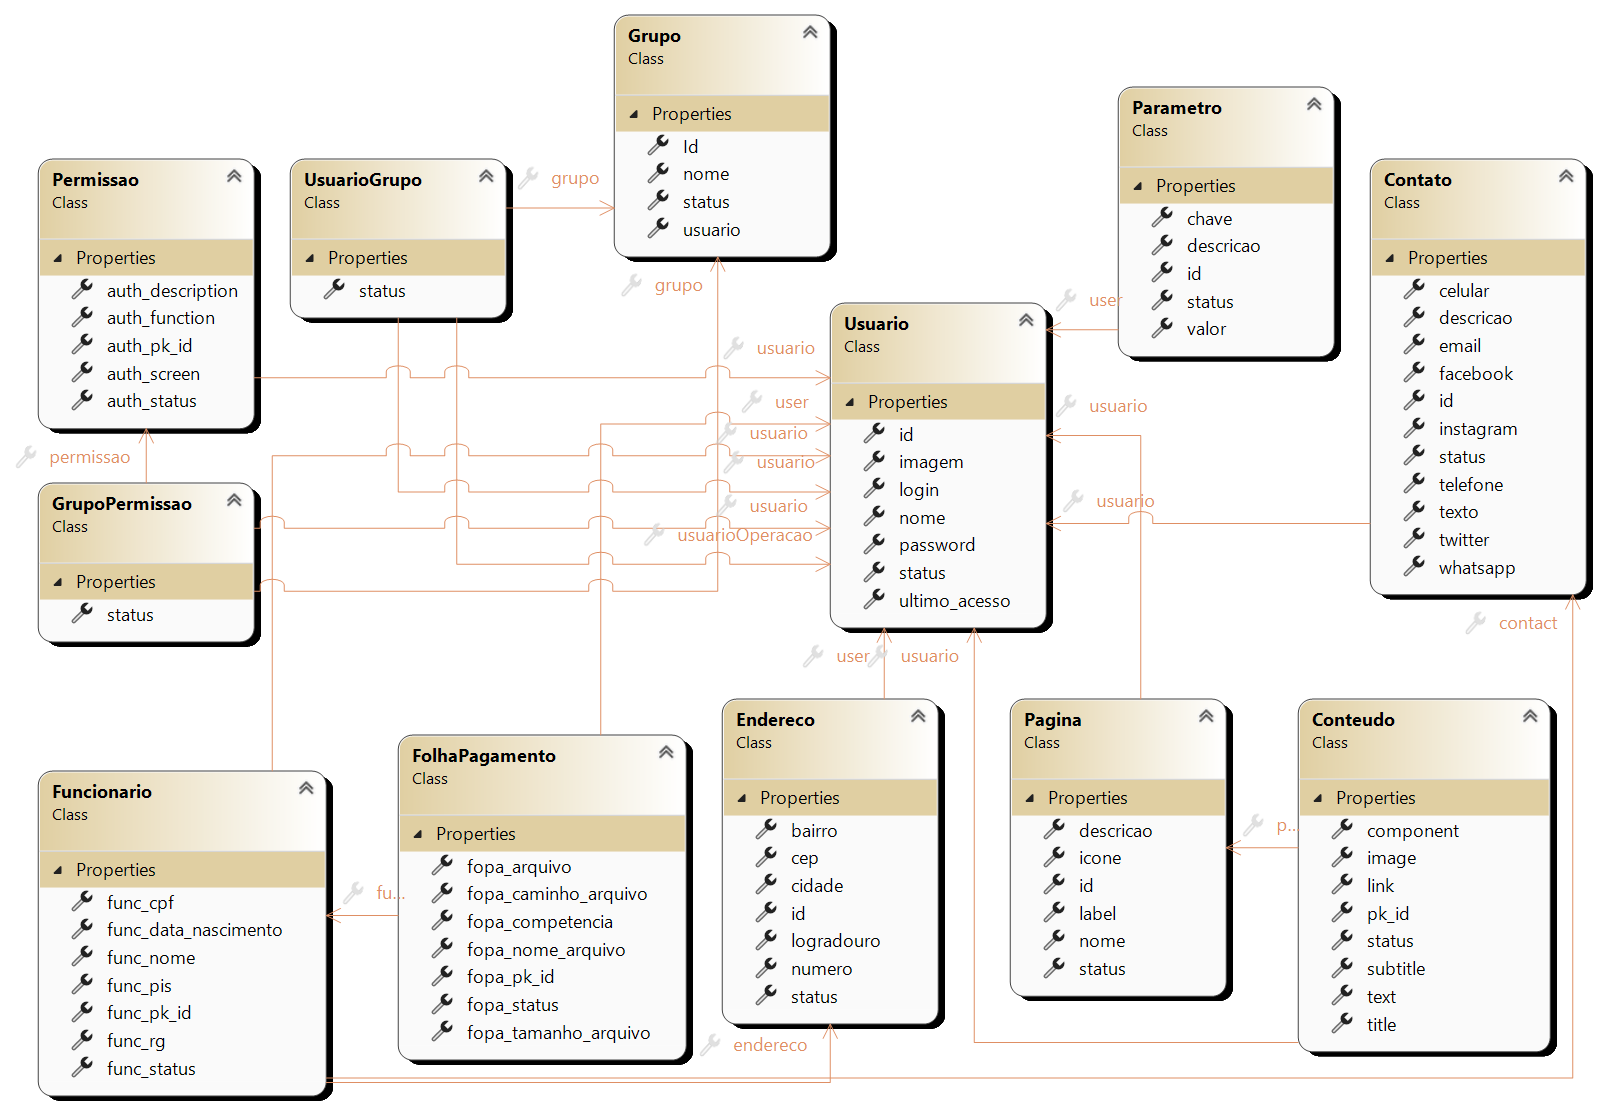 Grupo
Class
Properties
Id
nome
status
usuario
Parametro
Class
Properties
chave
descricao
id
status
valor
Permissao
Class
Properties
auth_description
auth_function
auth_pk_id
auth_screen
auth_status
UsuarioGrupo
Class
Properties
status
grupo
grupo
Contato
Class
Properties
celular
descricao
email
facebook
id
instagram
status
telefone
texto
twitter
whatsapp
Usuario
Class
Properties
id
imagem
login
nome
password
status
ultimo_acesso
user
usuario
usuario
user
usuario
usuario
usuario
usuarioOperacao
usuario
permissao
GrupoPermissao
Class
Properties
status
contact
user
usuario
Funcionario
Class
Properties
func_cpf
func_data_nascimento
func_nome
func_pis
func_pk_id
func_rg
func_status
fu...
FolhaPagamento
Class
Properties
fopa_arquivo
fopa_caminho_arquivo
fopa_competencia
fopa_nome_arquivo
fopa_pk_id
fopa_status
fopa_tamanho_arquivo
Endereco
Class
Properties
bairro
cep
cidade
id
logradouro
numero
status
endereco
Pagina
Class
Properties
descricao
icone
id
label
nome
status
p...
Conteudo
Class
Properties
component
image
link
pk_id
status
subtitle
text
title